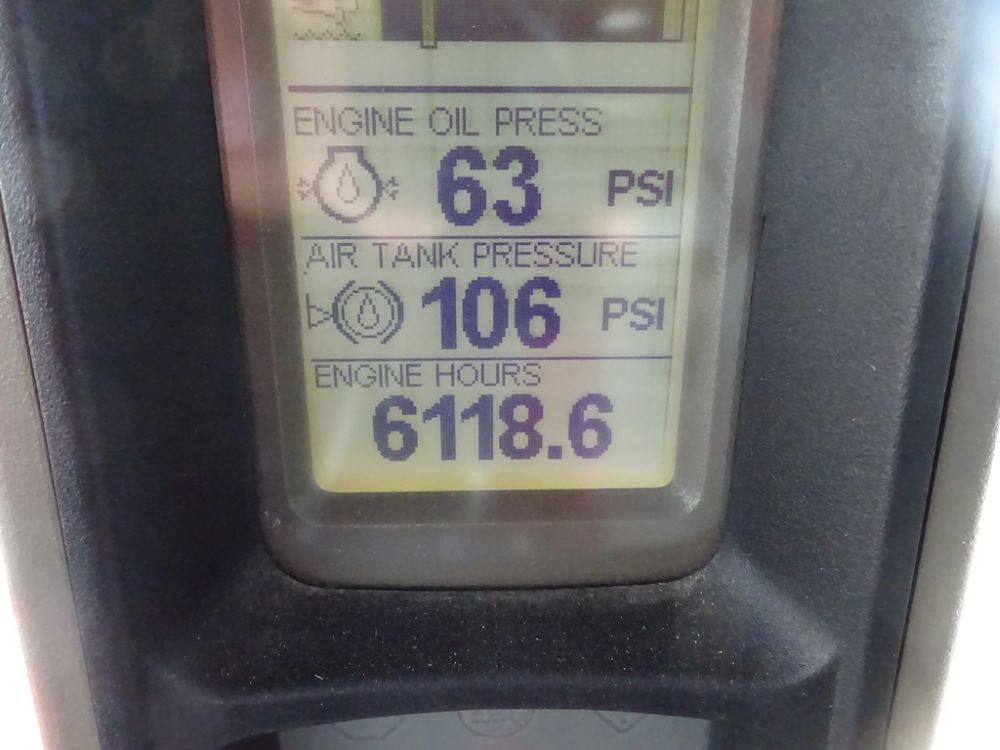 ENGINE OIL PRESS
63 PSI
AIR TANK PRESSURE
106 PSI
ENGINE HOURS
6118.6